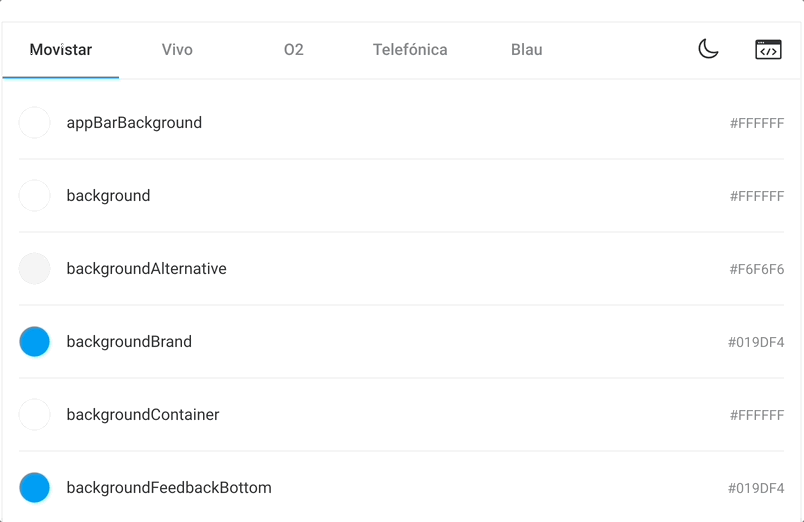 Movistar Vivo O2 Telefónica Blau
appBarBackground #FFFFFF
background #FFFFFF
backgroundAlternative #F6F6F6
backgroundBrand #019DF4
backgroundContainer #FFFFFF
backgroundFeedbackBottom #019DF4